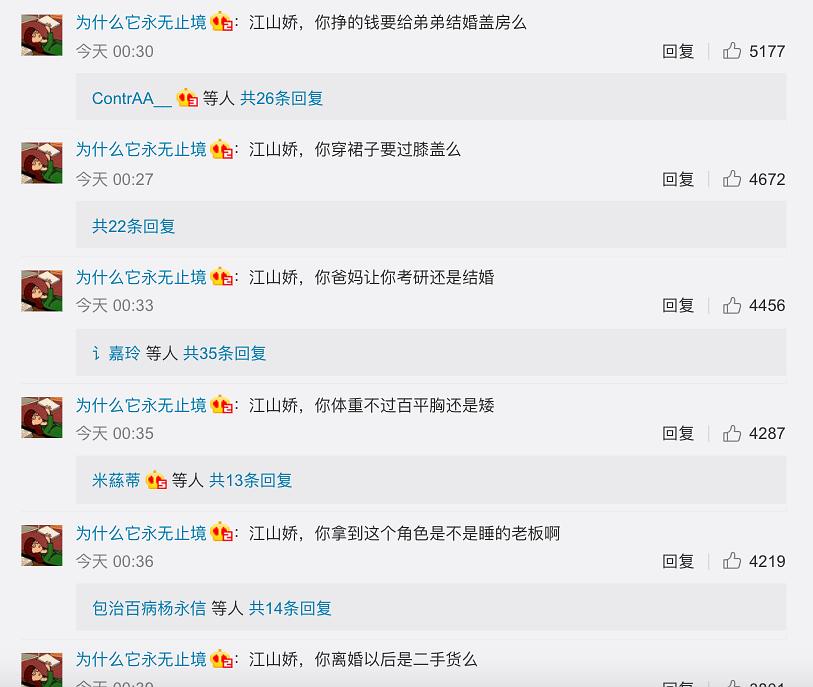 为什么它永无止境：江山娇，你挣的钱要给弟弟结婚盖房么
今天 00:30 回复 5177
ContrAA__ 等人 共26条回复
为什么它永无止境：江山娇，你穿裙子要过膝盖么
今天 00:27 回复 4672
共22条回复
为什么它永无止境：江山娇，你爸妈让你考研还是结婚
今天 00:33 回复 4456
讠嘉玲 等人 共35条回复
为什么它永无止境：江山娇，你体重不过百平胸还是矮
今天 00:35 回复 4287
米蕬蒂 等人 共13条回复
为什么它永无止境：江山娇，你拿到这个角色是不是睡的老板啊
今天 00:36 回复 4219
包治百病杨永信 等人 共14条回复
为什么它永无止境：江山娇，你离婚以后是二手货么
今天 00:39 回复